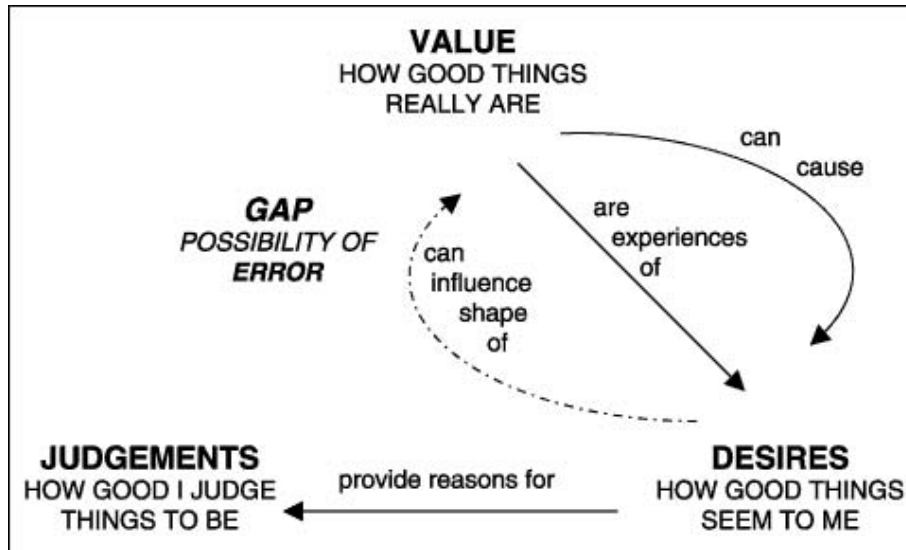 VALUE
HOW GOOD THINGS
REALLY ARE
can
cause
GAP
POSSIBILITY OF
ERROR
are
experiences
of
can
influence
shape
of
JUDGEMENTS
HOW GOOD I JUDGE
THINGS TO BE
provide reasons for
DESIRES
HOW GOOD THINGS
SEEM TO ME